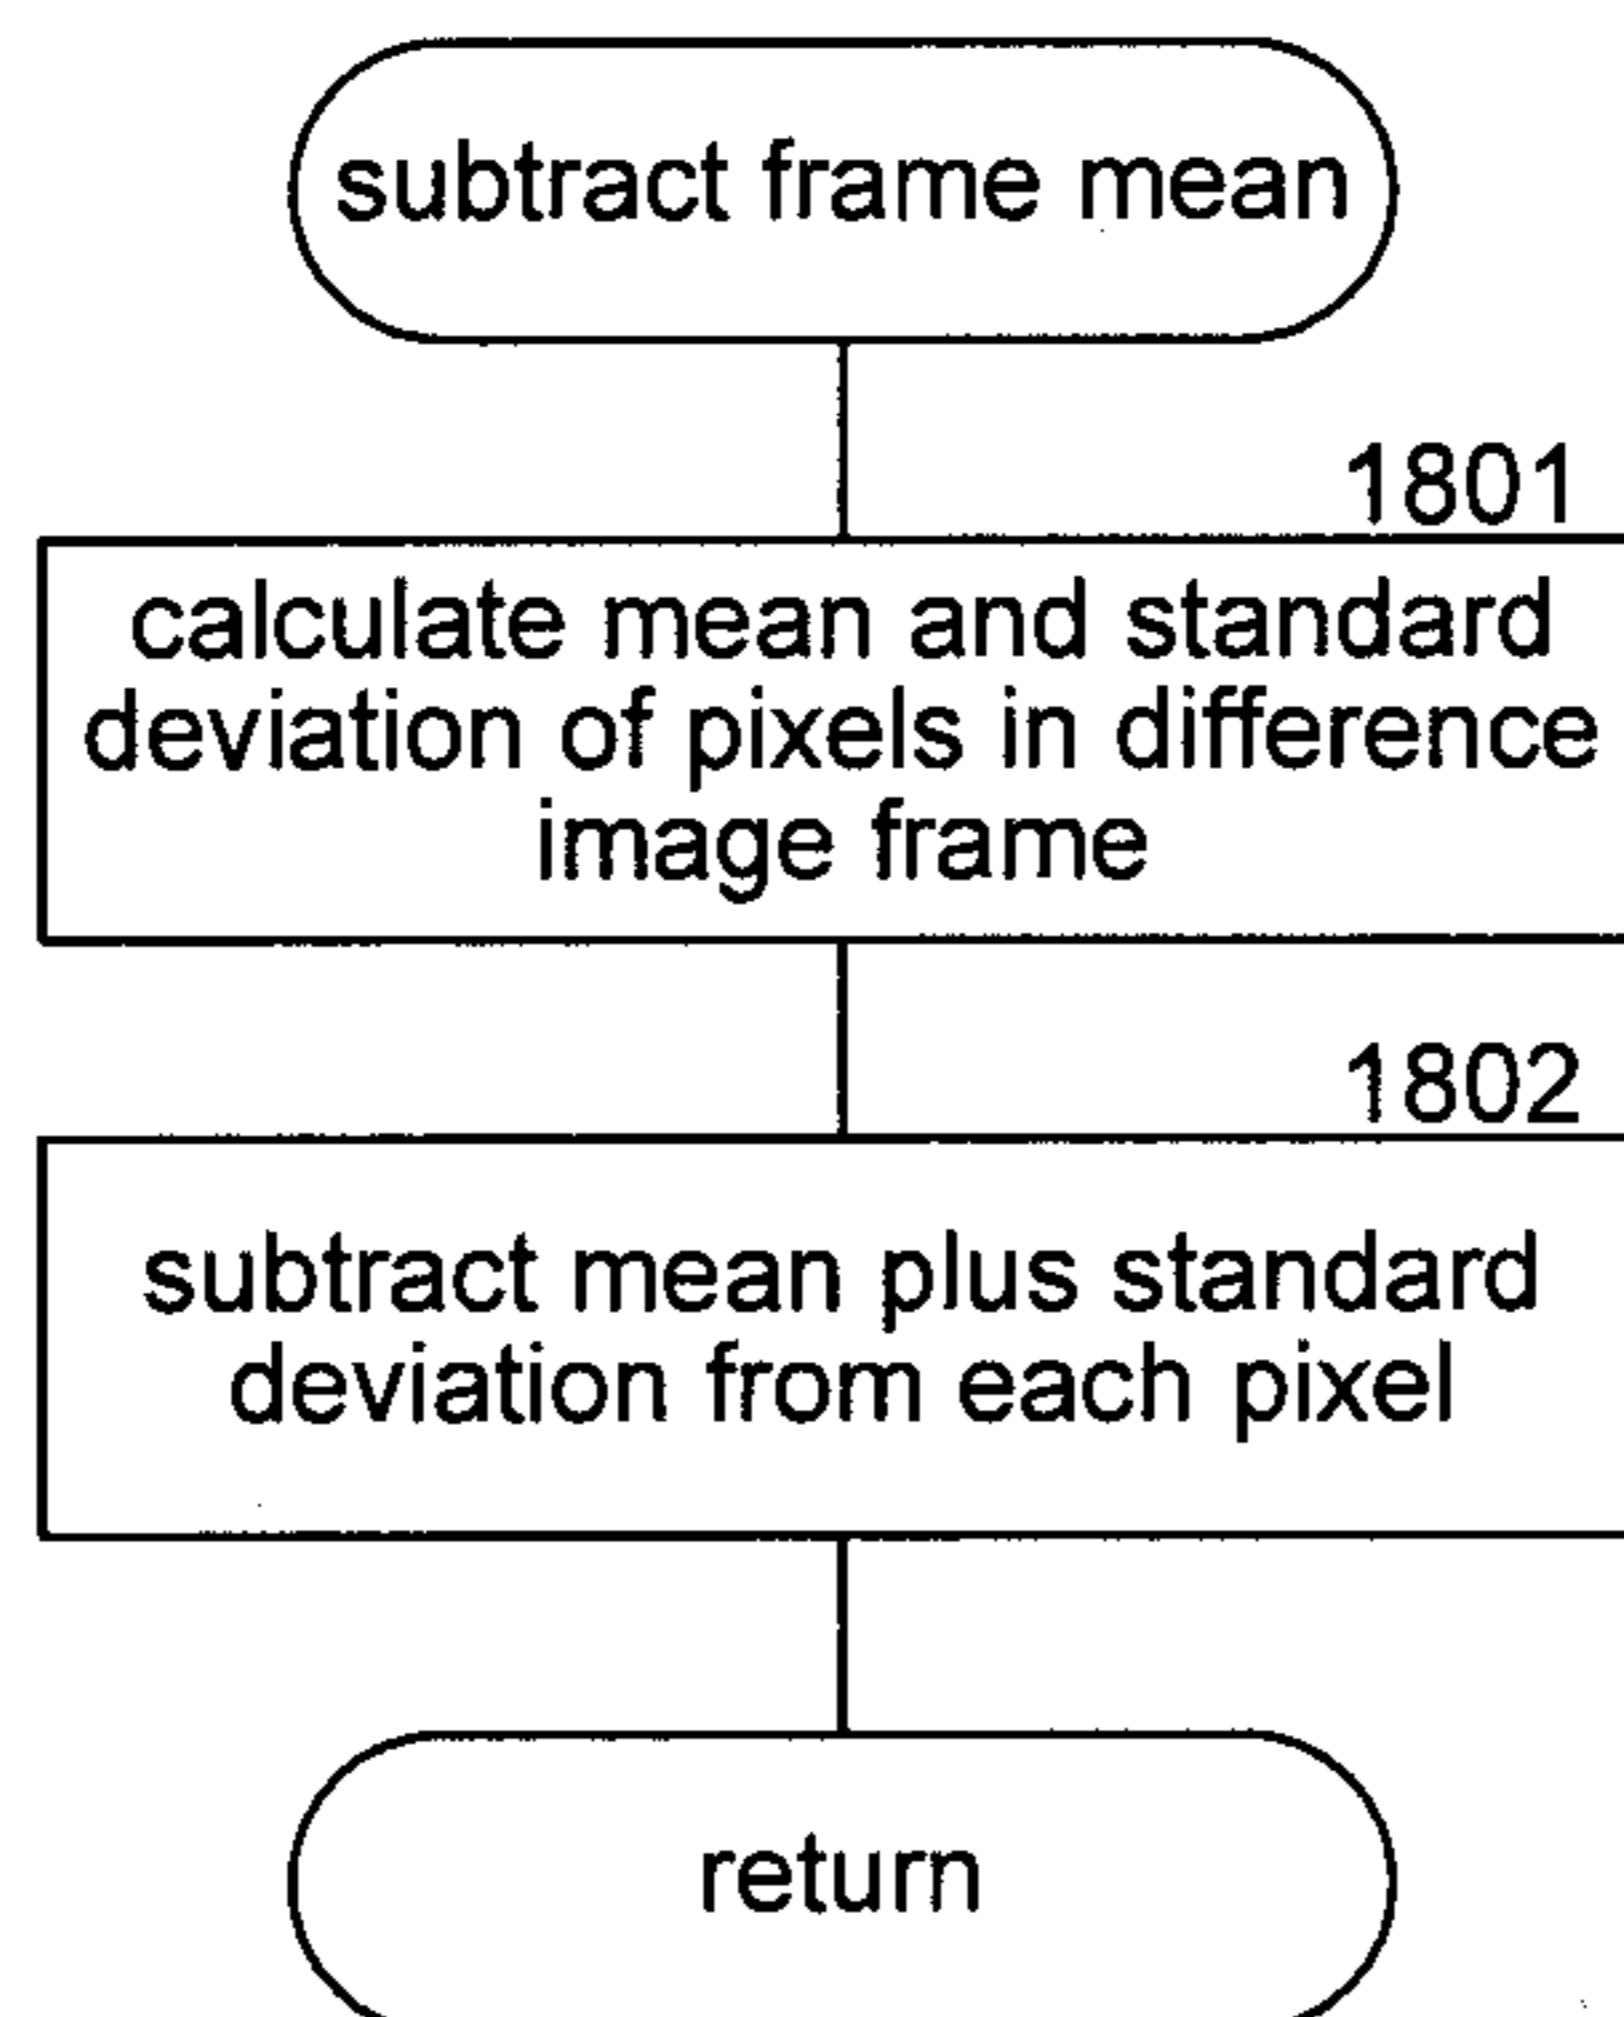 subtract frame mean
1801
calculate mean and standard
deviation of pixels in difference
image frame
1802
subtract mean plus standard
deviation from each pixel
return